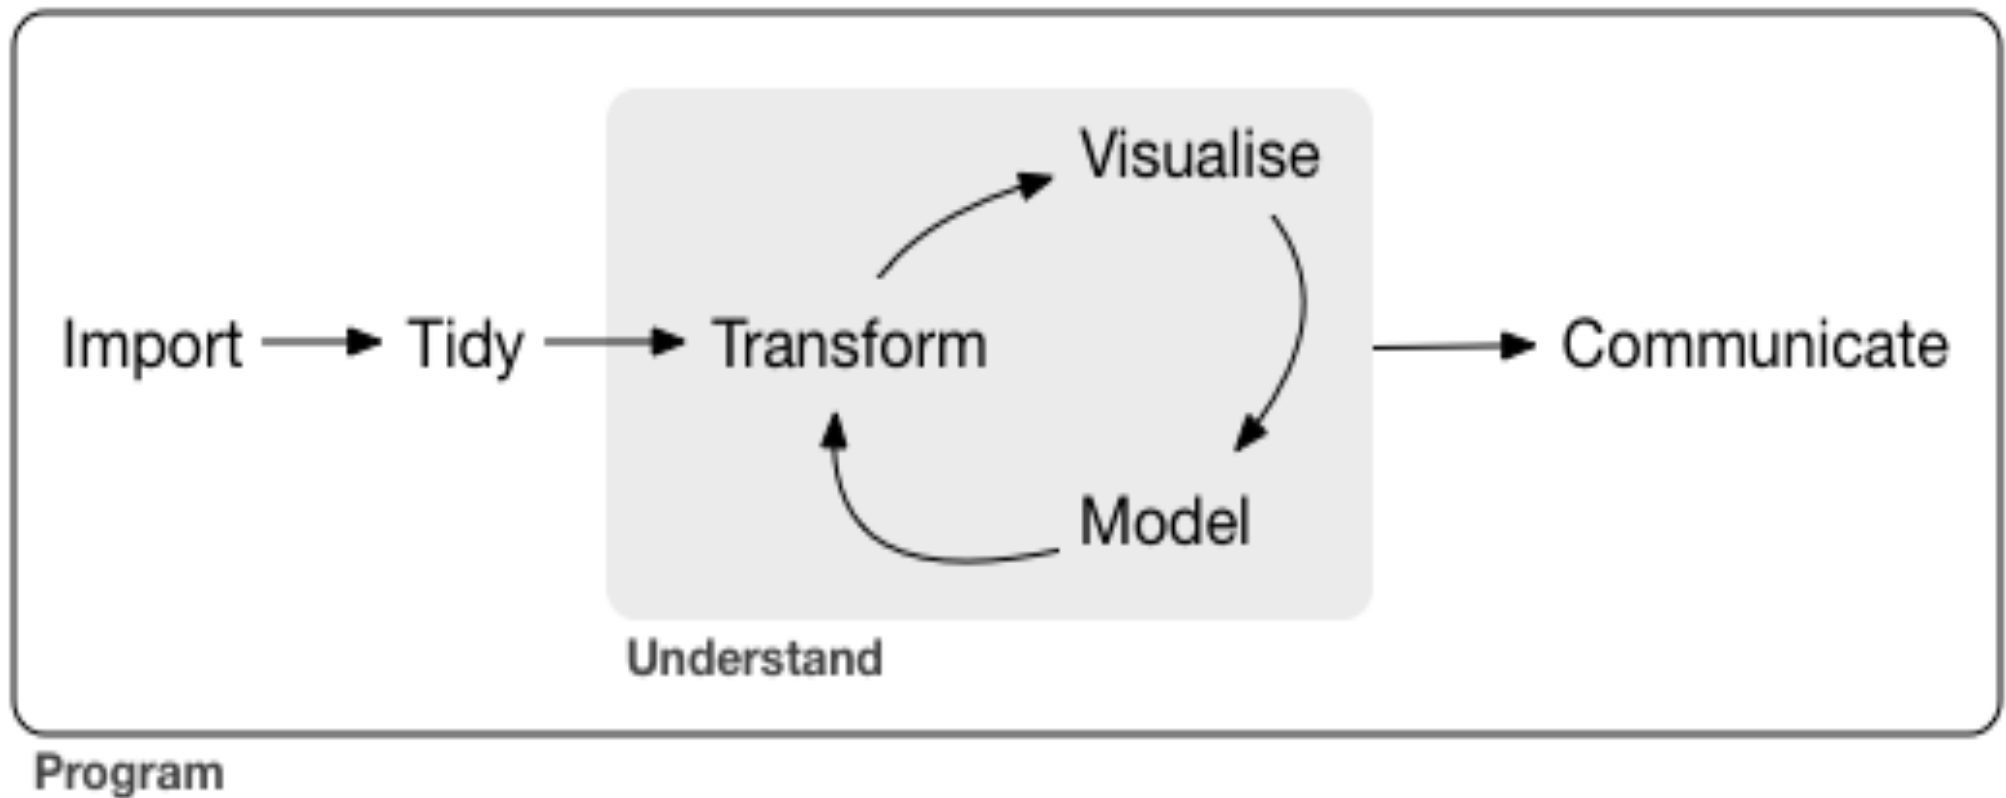 Visualise
Import Tidy Transform Communicate
Model
Understand
Program